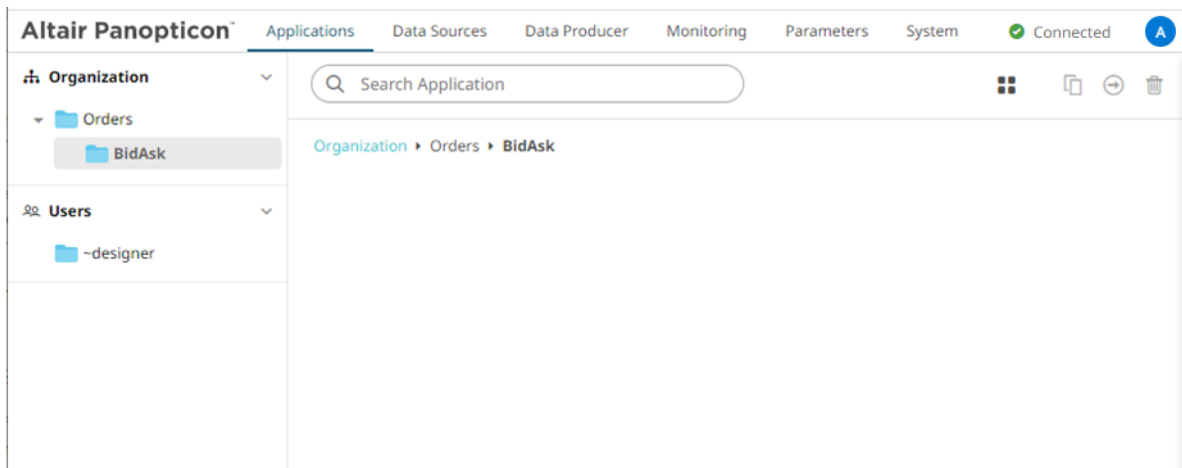 Altair Panopticon™ Applications Data Sources Data Producer Monitoring Parameters System Connected A
Organization
Search Application
Orders
BidAsk
Organization Orders BidAsk
Users
~designer